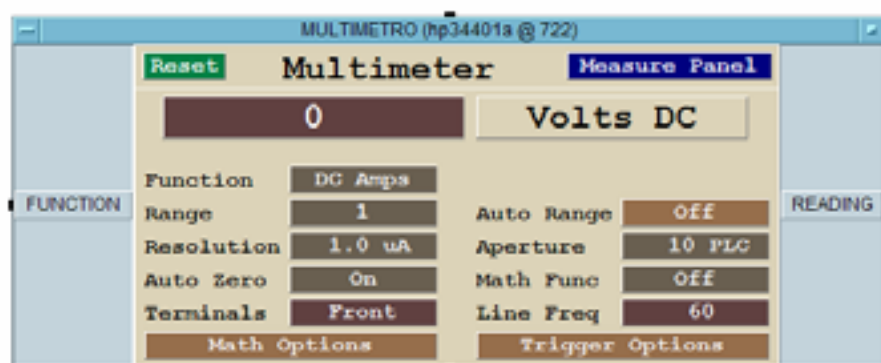 MULTIMETRO (hp34401a @ 722)
Reset Multimeter Measure Panel
0 Volts DC
Function DC Amps
FUNCTION Range 1 Auto Range Off READING
Resolution 1.0 uA Aperture 10 PLC
Auto Zero On Math Func Off
Terminals Front Line Freq 60
Math Options Trigger Options